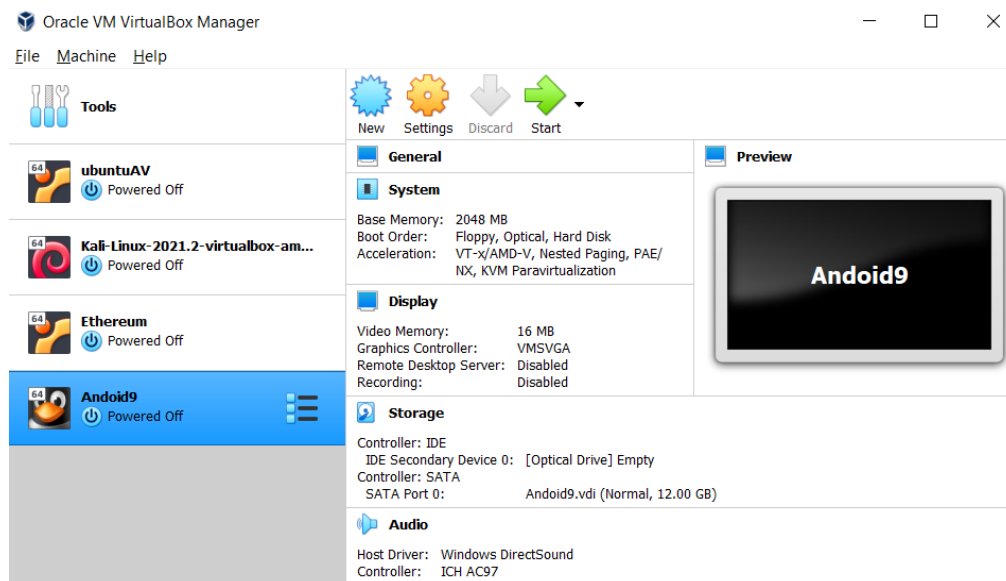 Oracle VM VirtualBox Manager
File Machine Help
Tools
64
ubuntuAV
Powered Off
64
Kali-Linux-2021.2-virtualbox-am...
Powered Off
64
Ethereum
Powered Off
64
Andoid9
Powered Off
New Settings Discard Start
General
System
Base Memory: 2048 MB
Boot Order: Floppy, Optical, Hard Disk
Acceleration: VT-x/AMD-V, Nested Paging, PAE/
NX, KVM Paravirtualization
Display
Video Memory: 16 MB
Graphics Controller: VMSVGA
Remote Desktop Server: Disabled
Recording: Disabled
Preview
Andoid9
Storage
Controller: IDE
IDE Secondary Device 0: [Optical Drive] Empty
Controller: SATA
SATA Port 0: Andoid9.vdi (Normal, 12.00 GB)
Audio
Host Driver: Windows DirectSound
Controller: ICH AC97